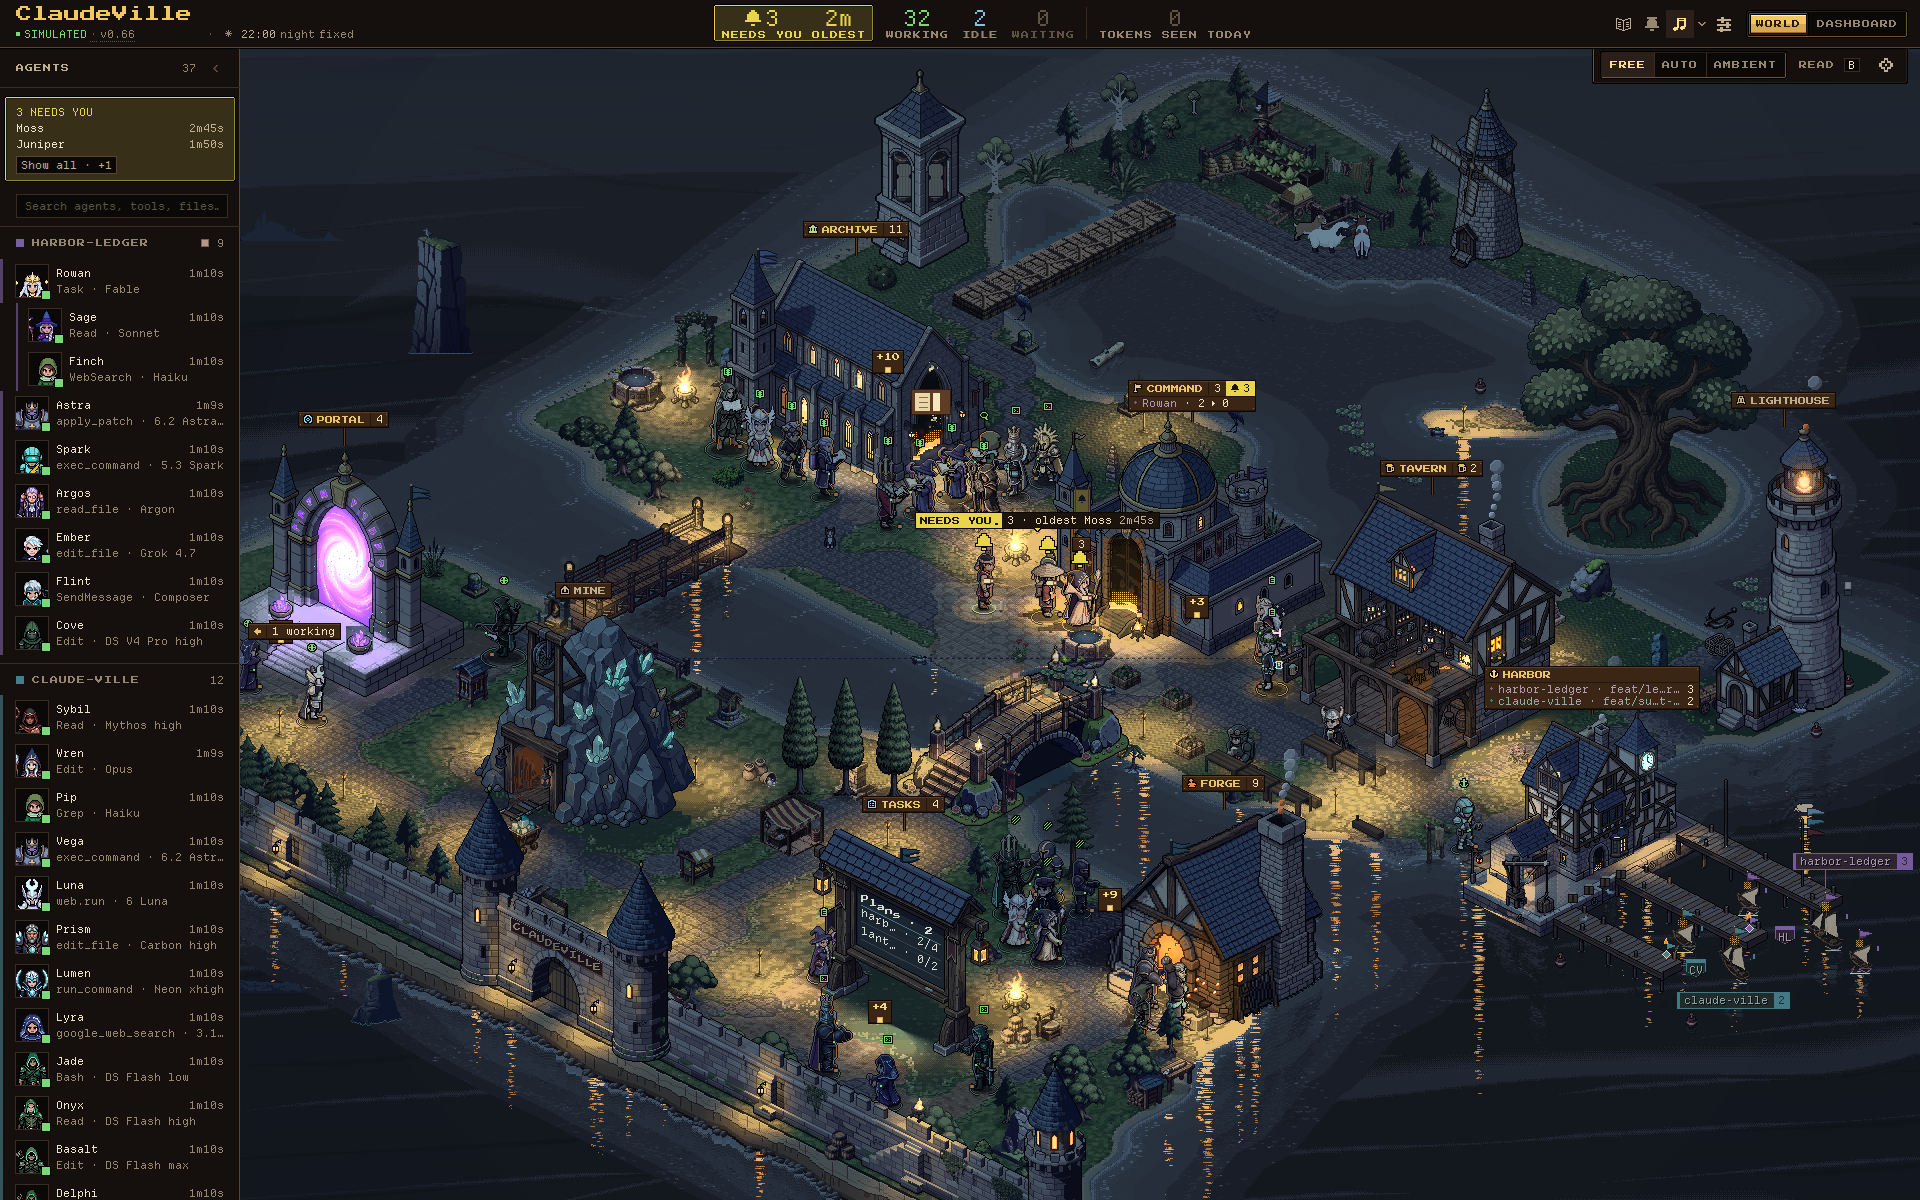 ClaudeVille
SIMULATED · v0.66
22:00 night fixed
3 2m
NEEDS YOU OLDEST
32 WORKING
2 IDLE
0 WAITING
0 TOKENS SEEN TODAY
WORLD DASHBOARD
FREE AUTO AMBIENT READ B
AGENTS 37
3 NEEDS YOU
Moss 2m45s
Juniper 1m50s
Show all · +1
Search agents, tools, files…
HARBOR-LEDGER 9
Rowan 1m10s
Task · Fable
Sage 1m10s
Read · Sonnet
Finch 1m10s
WebSearch · Haiku
Astra 1m9s
apply_patch · 6.2 Astra…
Spark 1m10s
exec_command · 5.3 Spark
Argos 1m10s
read_file · Argon
Ember 1m10s
edit_file · Grok 4.7
Flint 1m10s
SendMessage · Composer
Cove 1m10s
Edit · DS V4 Pro high
CLAUDE-VILLE 12
Sybil 1m10s
Read · Mythos high
Wren 1m9s
Edit · Opus
Pip 1m10s
Grep · Haiku
Vega 1m10s
exec_command · 6.2 Astr…
Luna 1m10s
web.run · 6 Luna
Prism 1m10s
edit_file · Carbon high
Lumen 1m10s
run_command · Neon xhigh
Lyra 1m10s
google_web_search · 3.1…
Jade 1m10s
Bash · DS Flash low
Onyx 1m10s
Read · DS Flash high
Basalt 1m10s
Edit · DS Flash max
Delphi 1m10s
ARCHIVE 11
+10
COMMAND 3 3
Rowan · 2 ▸ 0
LIGHTHOUSE
PORTAL 4
TAVERN 2
NEEDS YOU. 3 · oldest Moss 2m45s
3
MINE
+3
1 working
HARBOR
harbor-ledger · feat/le…r… 3
claude-ville · feat/su…t-… 2
FORGE 9
TASKS 4
Plans · 2
harb… · 2/4
lant… · 0/2
+9
+4
CLAUDEVILLE
harbor-ledger 3
HL
CV
claude-ville 2